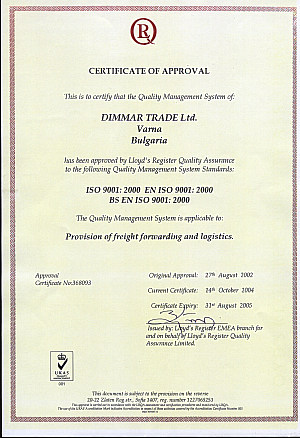 R
CERTIFICATE OF APPROVAL
This is to certify that the Quality Management System of:
DIMMAR TRADE Ltd.
Varna
Bulgaria
has been approved by Lloyd's Register Quality Assurance
to the following Quality Management System Standards:
ISO 9001: 2000 EN ISO 9001: 2000
BS EN ISO 9001: 2000
The Quality Management System is applicable to:
Provision of freight forwarding and logistics.
Approval
Certificate No:368093
Original Approval: 27th August 2002
Current Certificate: 14th October 2004
Certificate Expiry: 31st August 2005
Issued by: Lloyd's Register EMEA branch for
and on behalf of Lloyd's Register Quality
Assurance Limited.
UKAS
001
This document is subject to the provision on the reverse